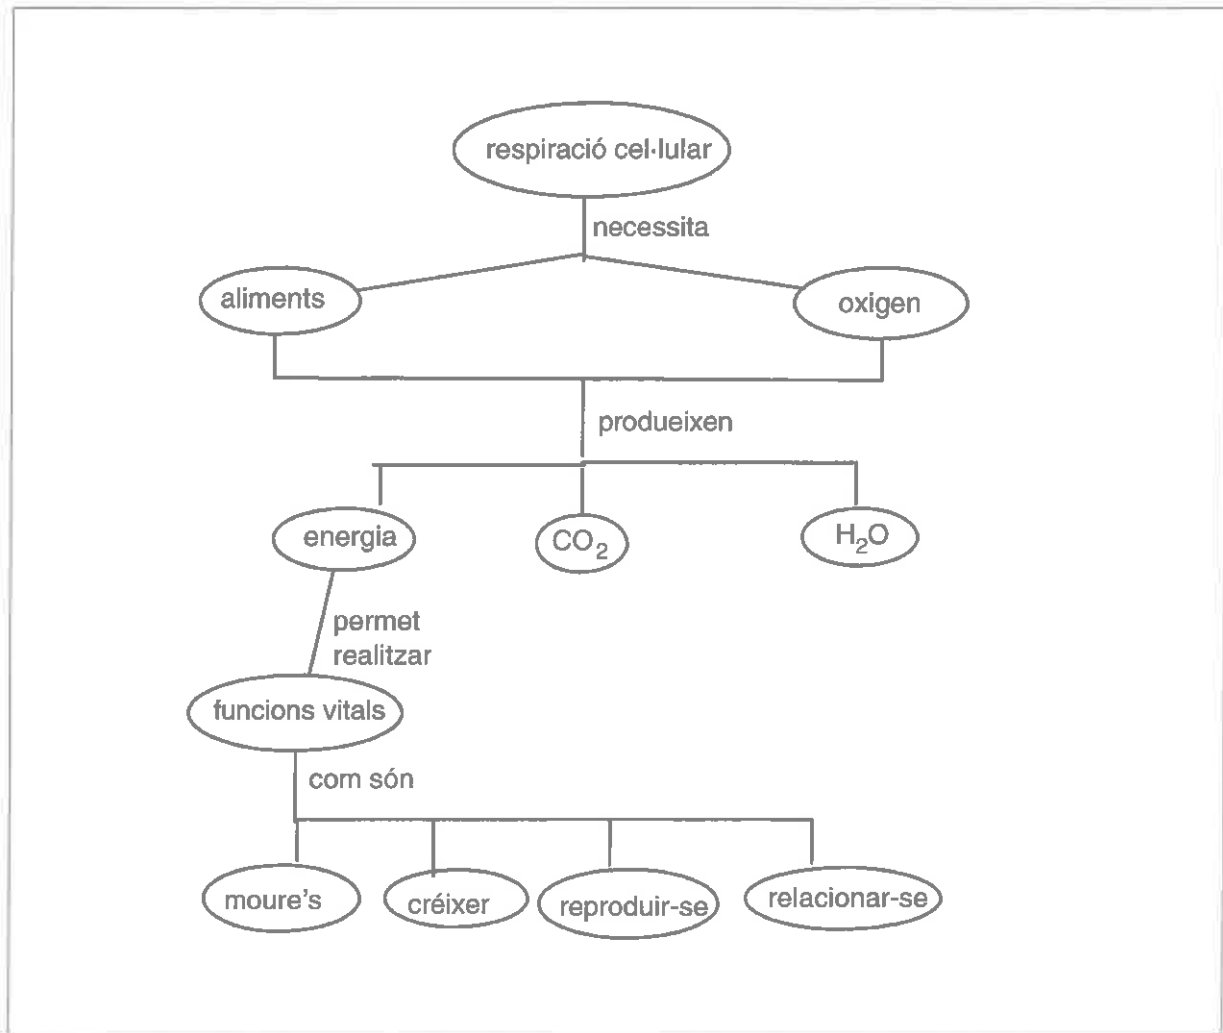 respiració cel·lular
necessita
aliments
oxigen
produeixen
energia
CO₂
H₂O
permet
realitzar
funcions vitals
com són
moure's
créixer
reproduir-se
relacionar-se